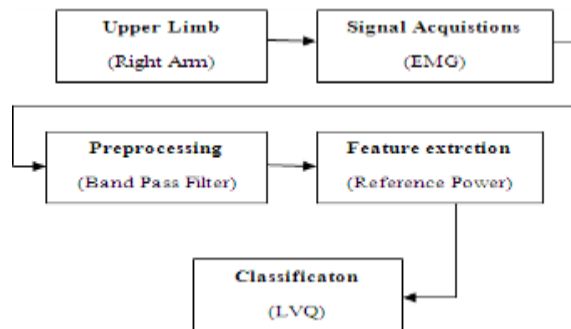 Upper Limb
(Right Arm)
Signal Acquistions
(EMG)
Preprocessing
(Band Pass Filter)
Feature extrction
(Reference Power)
Classificaton
(LVQ)